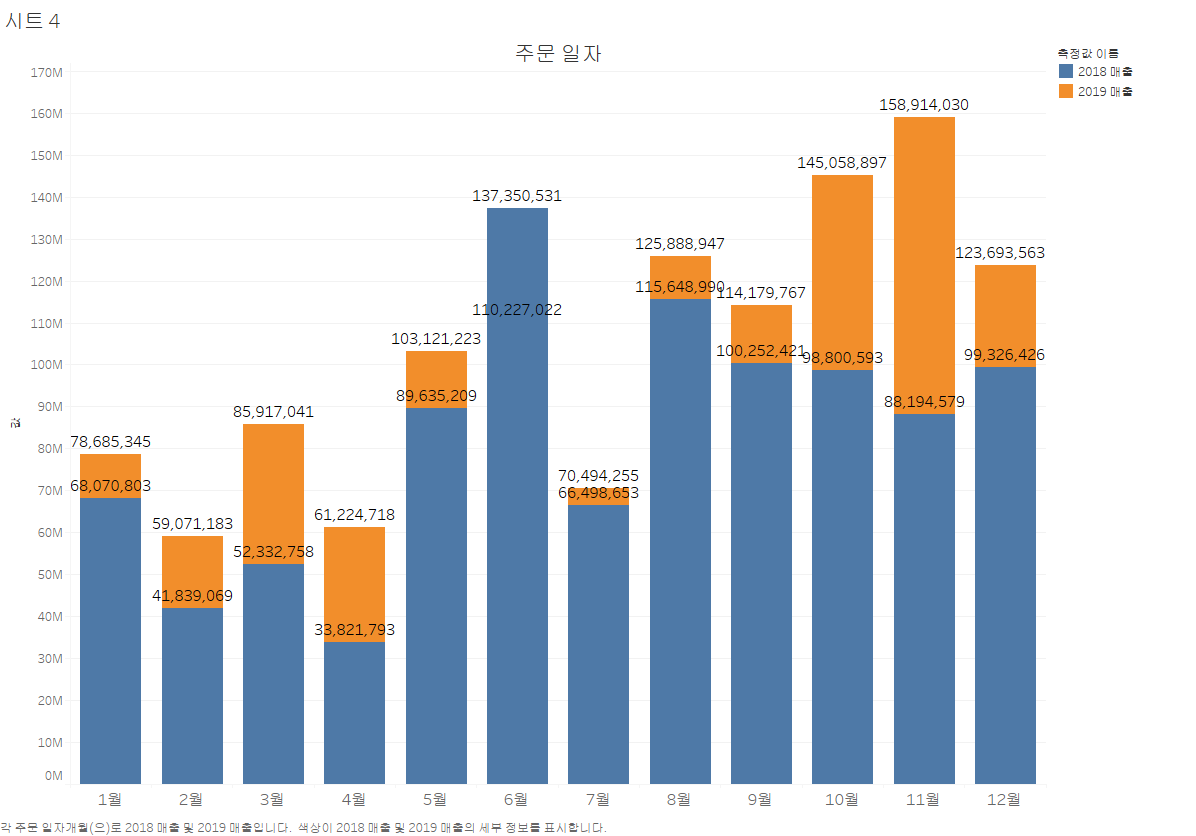 시트 4
주문 일자
측정값 이름
2018 매출
2019 매출
170M
160M
150M
140M
130M
120M
110M
100M
90M
80M
70M
60M
50M
40M
30M
20M
10M
0M
값
78,685,345
68,070,803
59,071,183
41,839,069
85,917,041
52,332,758
61,224,718
33,821,793
103,121,223
89,635,209
137,350,531
110,227,022
70,494,255
66,498,653
125,888,947
115,648,990
114,179,767
100,252,421
145,058,897
98,800,593
158,914,030
88,194,579
123,693,563
99,326,426
1월 2월 3월 4월 5월 6월 7월 8월 9월 10월 11월 12월
각 주문 일자개월(으)로 2018 매출 및 2019 매출입니다. 색상이 2018 매출 및 2019 매출의 세부 정보를 표시합니다.